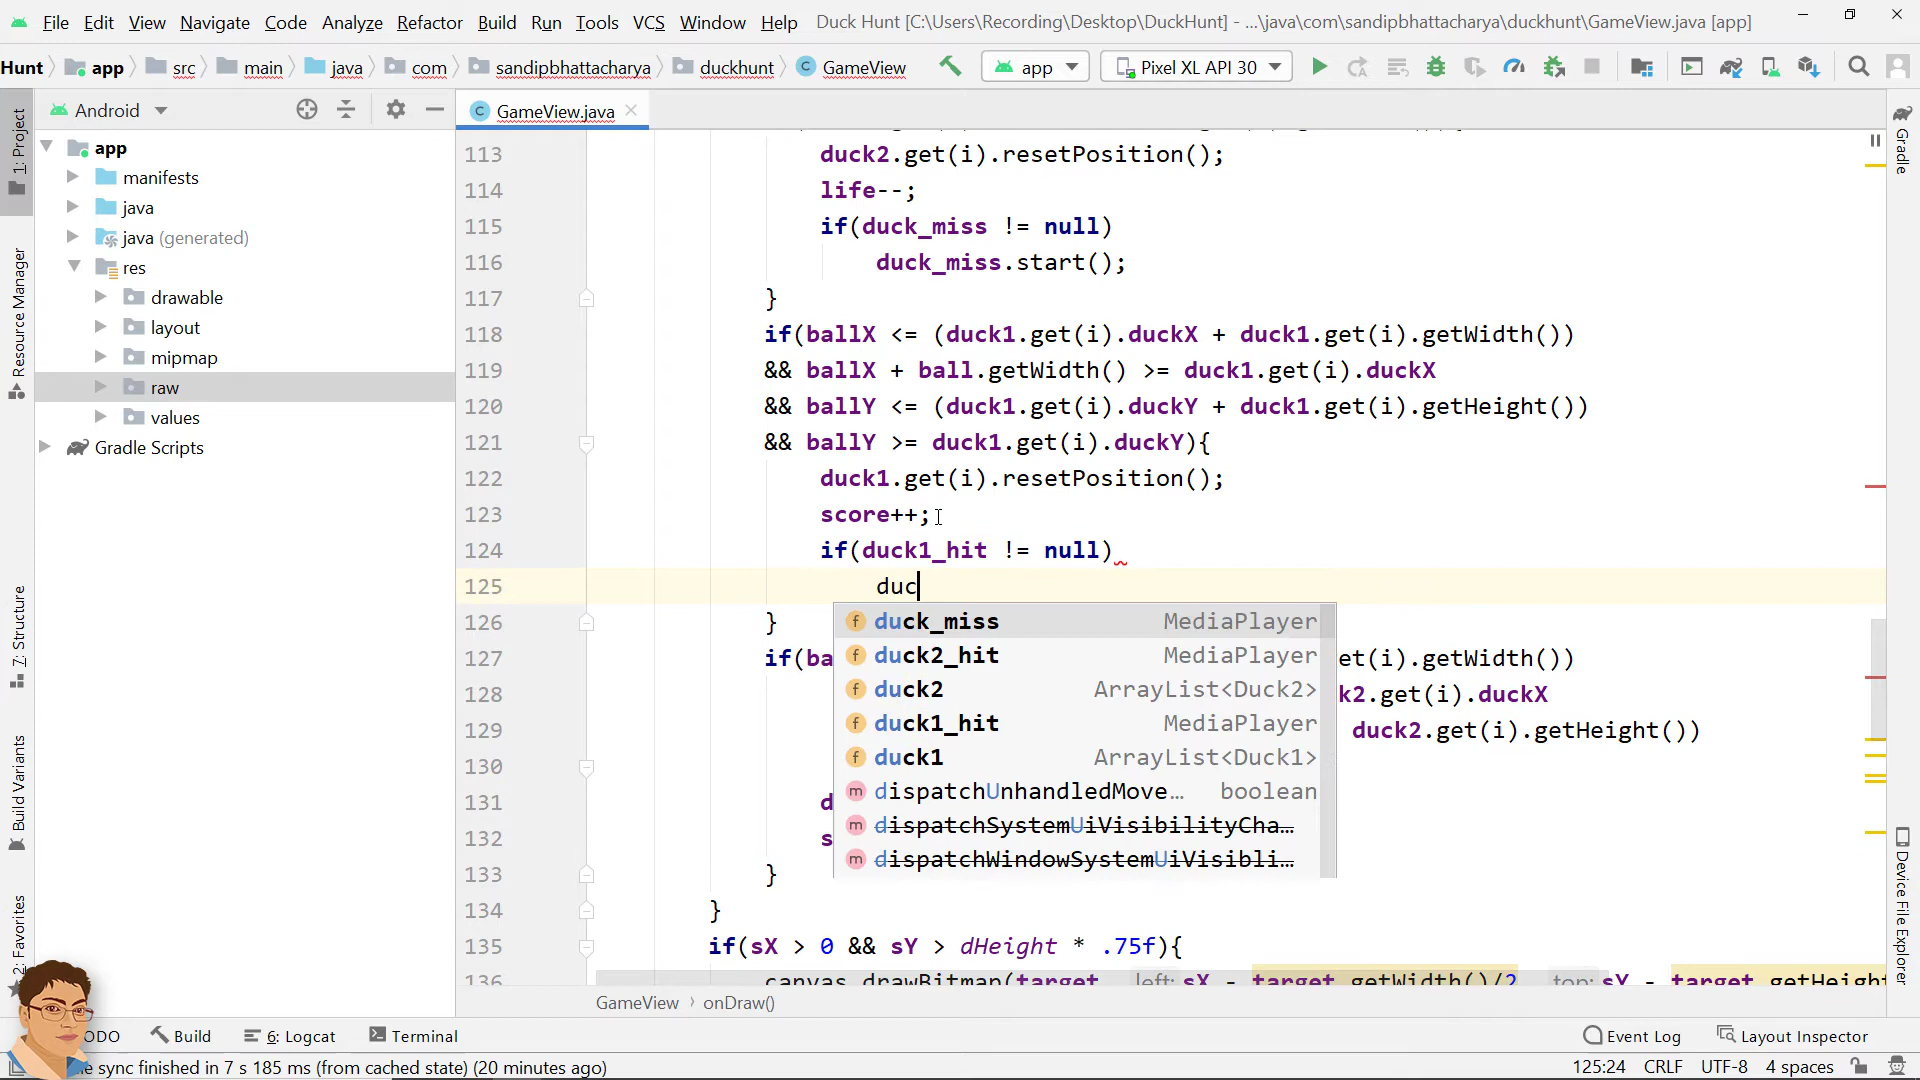 File Edit View Navigate Code Analyze Refactor Build Run Tools VCS Window Help Duck Hunt [C:\Users\Recording\Desktop\DuckHunt] - ...\java\com\sandipbhattacharya\duckhunt\GameView.java [app]
Hunt app src main java com sandipbhattacharya duckhunt GameView app Pixel XL API 30
Android
GameView.java
1: Project
Resource Manager
7: Structure
Build Variants
2: Favorites
app
manifests
java
java (generated)
res
drawable
layout
mipmap
raw
values
Gradle Scripts
113 duck2.get(i).resetPosition();
114 life--;
115 if(duck_miss != null)
116 duck_miss.start();
117 }
118 if(ballX <= (duck1.get(i).duckX + duck1.get(i).getWidth())
119 && ballX + ball.getWidth() >= duck1.get(i).duckX
120 && ballY <= (duck1.get(i).duckY + duck1.get(i).getHeight())
121 && ballY >= duck1.get(i).duckY){
122 duck1.get(i).resetPosition();
123 score++;
124 if(duck1_hit != null)
125 duc
126 }
127 if(ba et(i).getWidth())
128 k2.get(i).duckX
129 duck2.get(i).getHeight())
130
131 d
132 s
133 }
134 }
135 if(sX > 0 && sY > dHeight * .75f){
136 canvas.drawBitmap(target, left: sX - target.getWidth()/2, top: sY - target.getHeight
f duck_miss MediaPlayer
f duck2_hit MediaPlayer
f duck2 ArrayList<Duck2>
f duck1_hit MediaPlayer
f duck1 ArrayList<Duck1>
m dispatchUnhandledMove… boolean
m dispatchSystemUiVisibilityCha…
m dispatchWindowSystemUiVisibli…
GameView onDraw()
Gradle
Device File Explorer
ODO Build 6: Logcat Terminal Event Log Layout Inspector
le sync finished in 7 s 185 ms (from cached state) (20 minutes ago) 125:24 CRLF UTF-8 4 spaces